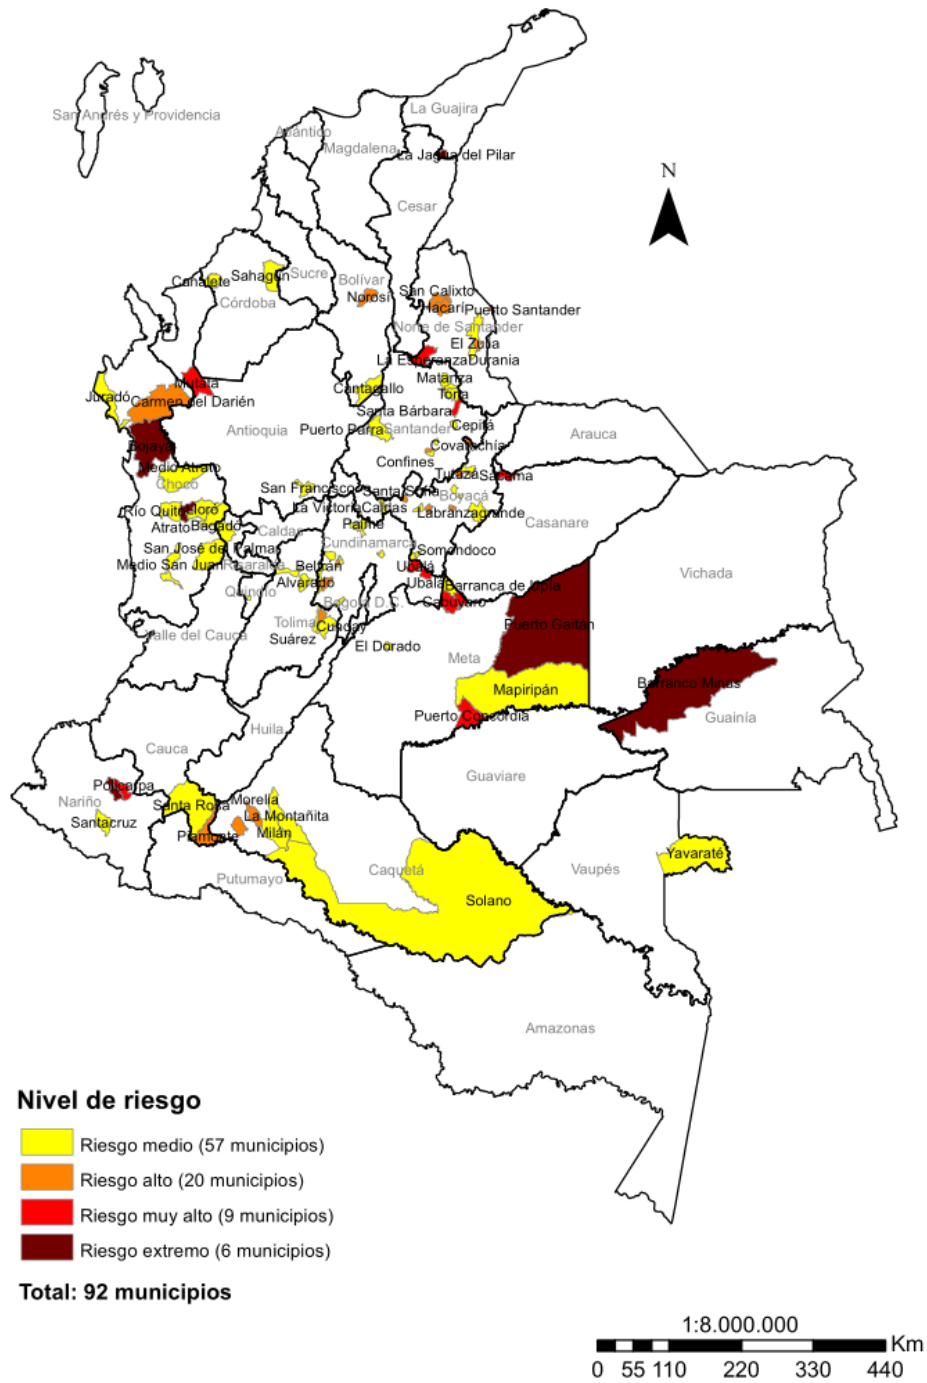 La Guajira
San Andrés y Providencia
Atlántico
Magdalena
La Jagua del Pilar
N
Cesar
Canalete
Sahagún
Sucre
Bolívar
Córdoba
Norosí
San Calixto
Hacarí
Puerto Santander
Norte de Santander
El Zulia
La Esperanza
Durania
Mutatá
Matanza
Cantagallo
Tona
Juradó
Carmen del Darién
Santa Bárbara
Antioquia
Puerto Parra
Santander
Cepitá
Arauca
Bojaya
Covarachía
Confines
Medio Atrato
Chocó
Tutazá
Sácama
San Francisco
Santa Sofía
Boyacá
Río Quito
Lloró
La Victoria
Caldas
Labranzagrande
Atrato
Bagadó
Palme
Casanare
Caldas
Cundinamarca
San José del Palmar
Somondoco
Medio San Juan
Risaralda
Beltrán
Ubalá
Vichada
Alvarado
Ubalá
Barranca de Upía
Quindío
Bogotá D.C.
Cabuyaro
Tolima
Cunday
Puerto Gaitán
Valle del Cauca
Suárez
El Dorado
Meta
Mapiripán
Barranco Minas
Puerto Concordia
Guainía
Huila
Cauca
Guaviare
Policarpa
Nariño
Santa Rosa
Morelia
La Montañita
Santacruz
Piamonte
Milán
Yavaraté
Caquetá
Vaupés
Putumayo
Solano
Amazonas
Nivel de riesgo
Riesgo medio (57 municipios)
Riesgo alto (20 municipios)
Riesgo muy alto (9 municipios)
Riesgo extremo (6 municipios)
Total: 92 municipios
1:8.000.000
Km
0 55 110 220 330 440